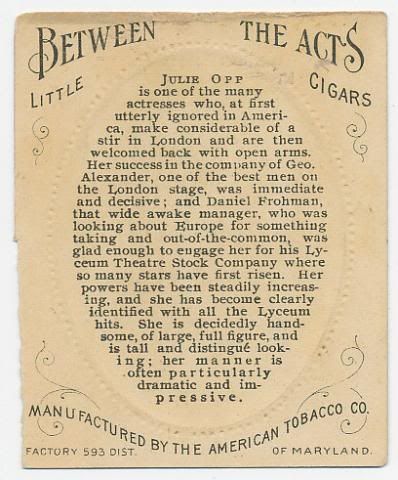 BETWEEN THE ACTS
LITTLE CIGARS
JULIE OPP
is one of the many
actresses who, at first
utterly ignored in Ameri-
ca, make considerable of a
stir in London and are then
welcomed back with open arms.
Her success in the company of Geo.
Alexander, one of the best men on
the London stage, was immediate
and decisive; and Daniel Frohman,
that wide awake manager, who was
looking about Europe for something
taking and out-of-the-common, was
glad enough to engage her for his Ly-
ceum Theatre Stock Company where
so many stars have first risen. Her
powers have been steadily increas-
ing, and she has become clearly
identified with all the Lyceum
hits. She is decidedly hand-
some, of large, full figure, and
is tall and distingué look-
ing; her manner is
often particularly
dramatic and im-
pressive.
MANUFACTURED BY THE AMERICAN TOBACCO CO.
FACTORY 593 DIST. OF MARYLAND.